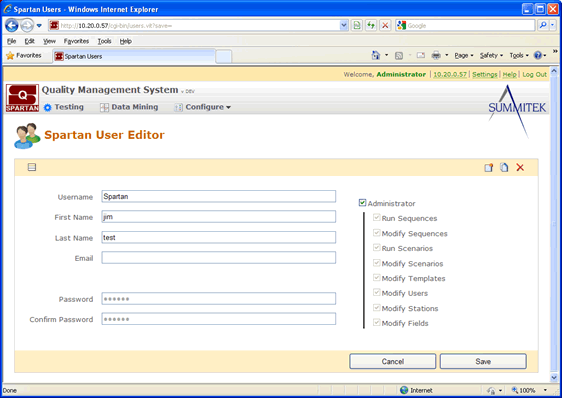 Spartan Users - Windows Internet Explorer
http://10.20.0.57/cgi-bin/users.vit?save=
Google
File Edit View Favorites Tools Help
Favorites Spartan Users
Page Safety Tools
Welcome, Administrator | 10.20.0.57 | Settings | Help | Log Out
Quality Management System v. DEV
SPARTAN
Testing Data Mining Configure
SUMMITEK
Spartan User Editor
Username Spartan
Administrator
First Name jim
Run Sequences
Modify Sequences
Last Name test
Run Scenarios
Email
Modify Scenarios
Modify Templates
Modify Users
Password ******
Modify Stations
Confirm Password ******
Modify Fields
Cancel Save
Done Internet 100%